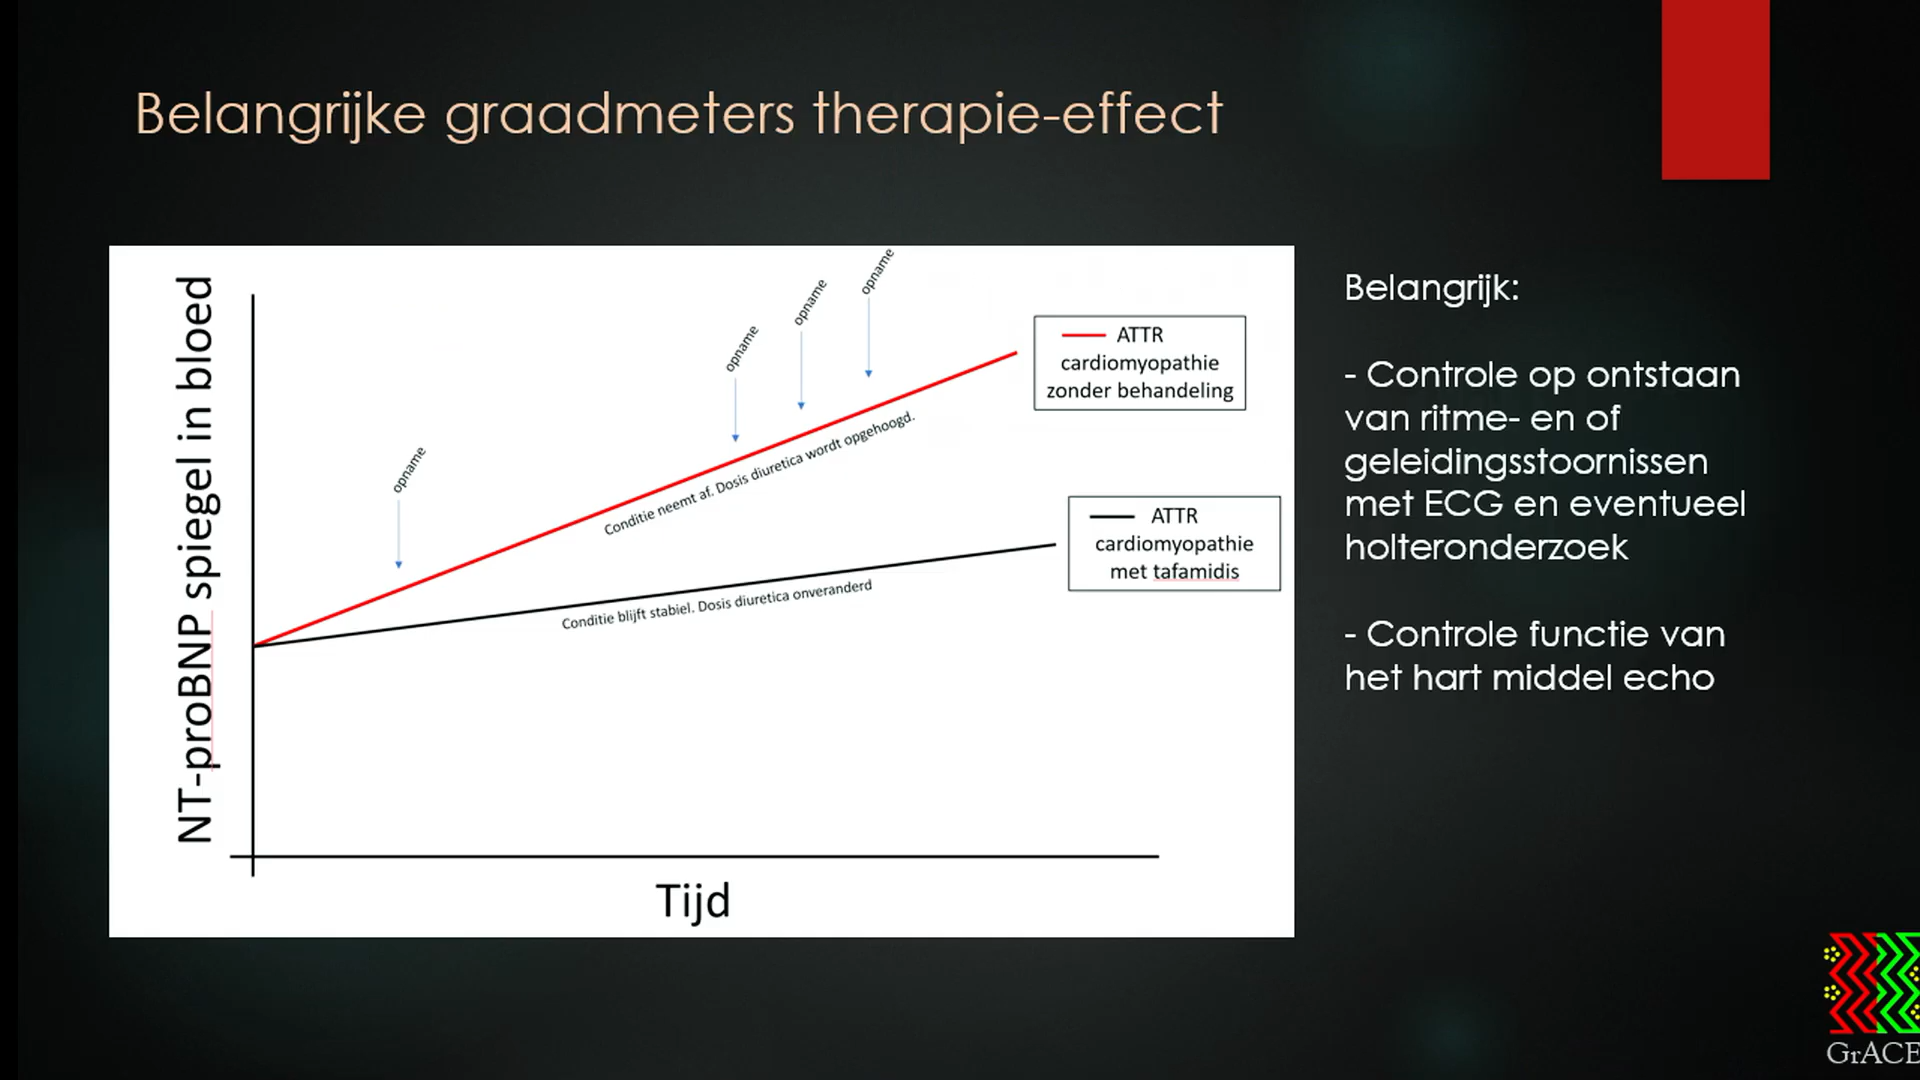 Belangrijke graadmeters therapie-effect
NT-proBNP spiegel in bloed
opname
opname
opname
opname
ATTR
cardiomyopathie
zonder behandeling
Conditie neemt af. Dosis diuretica wordt opgehoogd.
ATTR
cardiomyopathie
met tafamidis
Conditie blijft stabiel. Dosis diuretica onveranderd
Tijd
Belangrijk:
- Controle op ontstaan
van ritme- en of
geleidingsstoornissen
met ECG en eventueel
holteronderzoek
- Controle functie van
het hart middel echo
GrACE